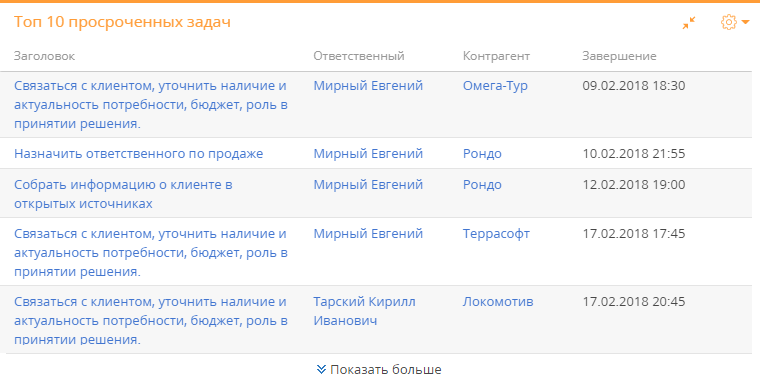 Топ 10 просроченных задач
Заголовок Ответственный Контрагент Завершение
Связаться с клиентом, уточнить наличие и Мирный Евгений Омега-Тур 09.02.2018 18:30
актуальность потребности, бюджет, роль в
принятии решения.
Назначить ответственного по продаже Мирный Евгений Рондо 10.02.2018 21:55
Собрать информацию о клиенте в Мирный Евгений Рондо 12.02.2018 19:00
открытых источниках
Связаться с клиентом, уточнить наличие и Мирный Евгений Террасофт 17.02.2018 17:45
актуальность потребности, бюджет, роль в
принятии решения.
Связаться с клиентом, уточнить наличие и Тарский Кирилл Локомотив 17.02.2018 20:45
актуальность потребности, бюджет, роль в Иванович
принятии решения.
Показать больше